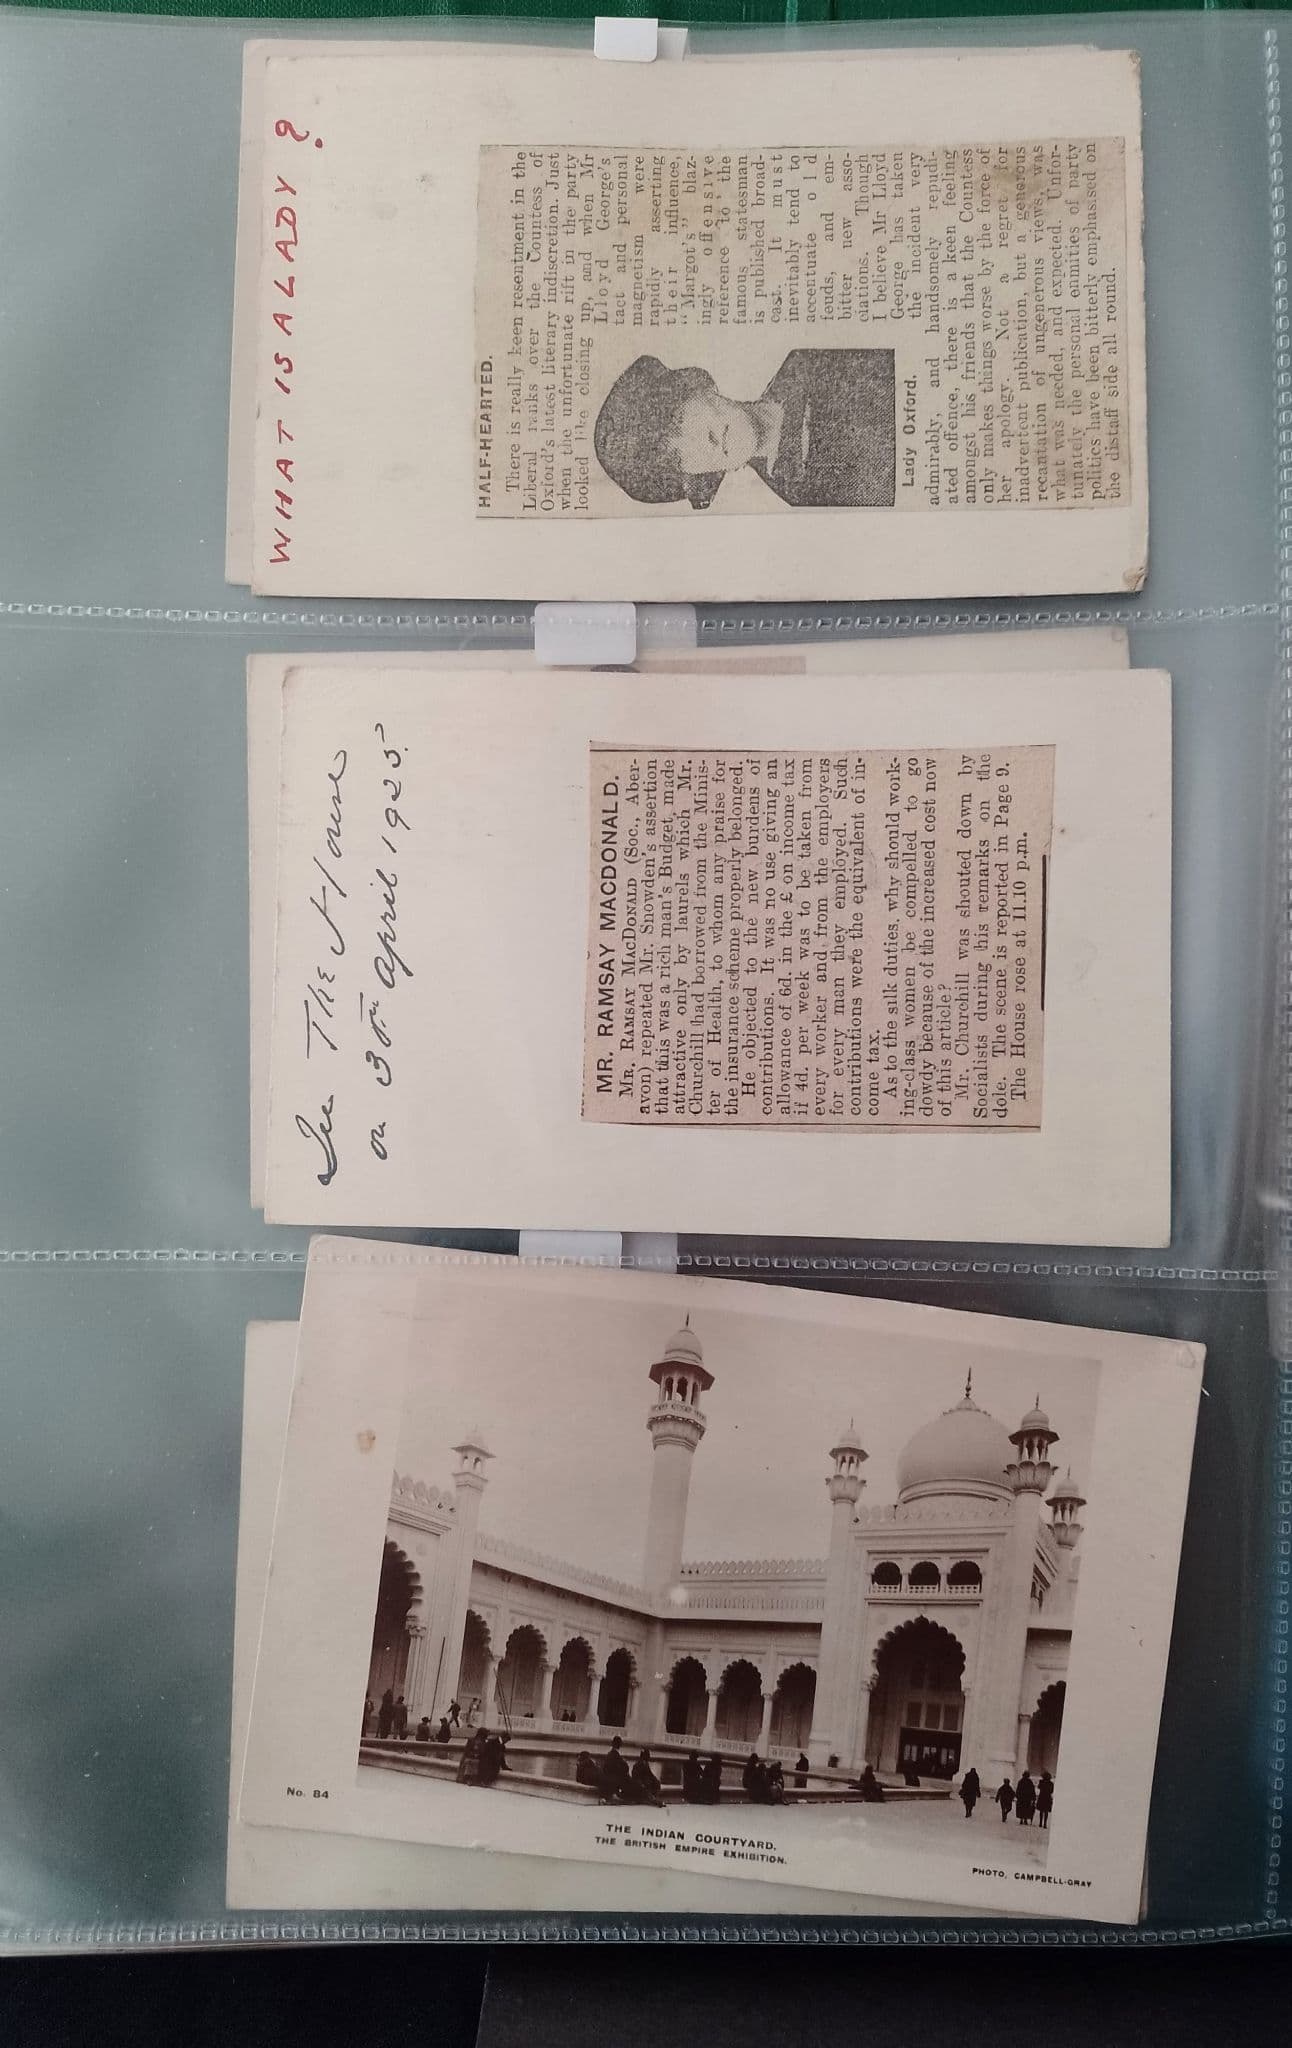 WHAT IS A LADY?
HALF-HEARTED.
There is really keen resentment in the
Liberal ranks over the Countess of
Oxford's latest literary indiscretion. Just
when the unfortunate rift in the party
looked like closing up, and when Mr
Lloyd George's
tact and personal
magnetism were
rapidly asserting
their influence,
"Margot's" blaz-
ingly offensive
reference to the
famous statesman
is published broad-
cast. It must
inevitably tend to
accentuate old
feuds, and em-
bitter new asso-
ciations. Though
I believe Mr Lloyd
George has taken
the incident very
Lady Oxford.
admirably, and handsomely repudi-
ated offence, there is a keen feeling
amongst his friends that the Countess
only makes things worse by the force of
her apology. Not a regret for
inadvertent publication, but a generous
recantation of ungenerous views, was
what was needed, and expected. Unfor-
tunately the personal enmities of party
politics have been bitterly emphasised on
the distaff side all round.
In The House
on 30th April 1925.
MR. RAMSAY MACDONALD.
MR. RAMSAY MACDONALD (Soc., Aber-
avon) repeated Mr. Snowden's assertion
that this was a rich man's Budget, made
attractive only by laurels which Mr.
Churchill had borrowed from the Minis-
ter of Health, to whom any praise for
the insurance scheme properly belonged.
He objected to the new burdens of
contributions. It was no use giving an
allowance of 6d. in the £ on income tax
if 4d. per week was to be taken from
every worker and from the employers
for every man they employed. Such
contributions were the equivalent of in-
come tax.
As to the silk duties, why should work-
ing-class women be compelled to go
dowdy because of the increased cost now
of this article?
Mr. Churchill was shouted down by
Socialists during his remarks on the
dole. The scene is reported in Page 9.
The House rose at 11.10 p.m.
No. 84
THE INDIAN COURTYARD,
THE BRITISH EMPIRE EXHIBITION.
PHOTO, CAMPBELL-GRAY